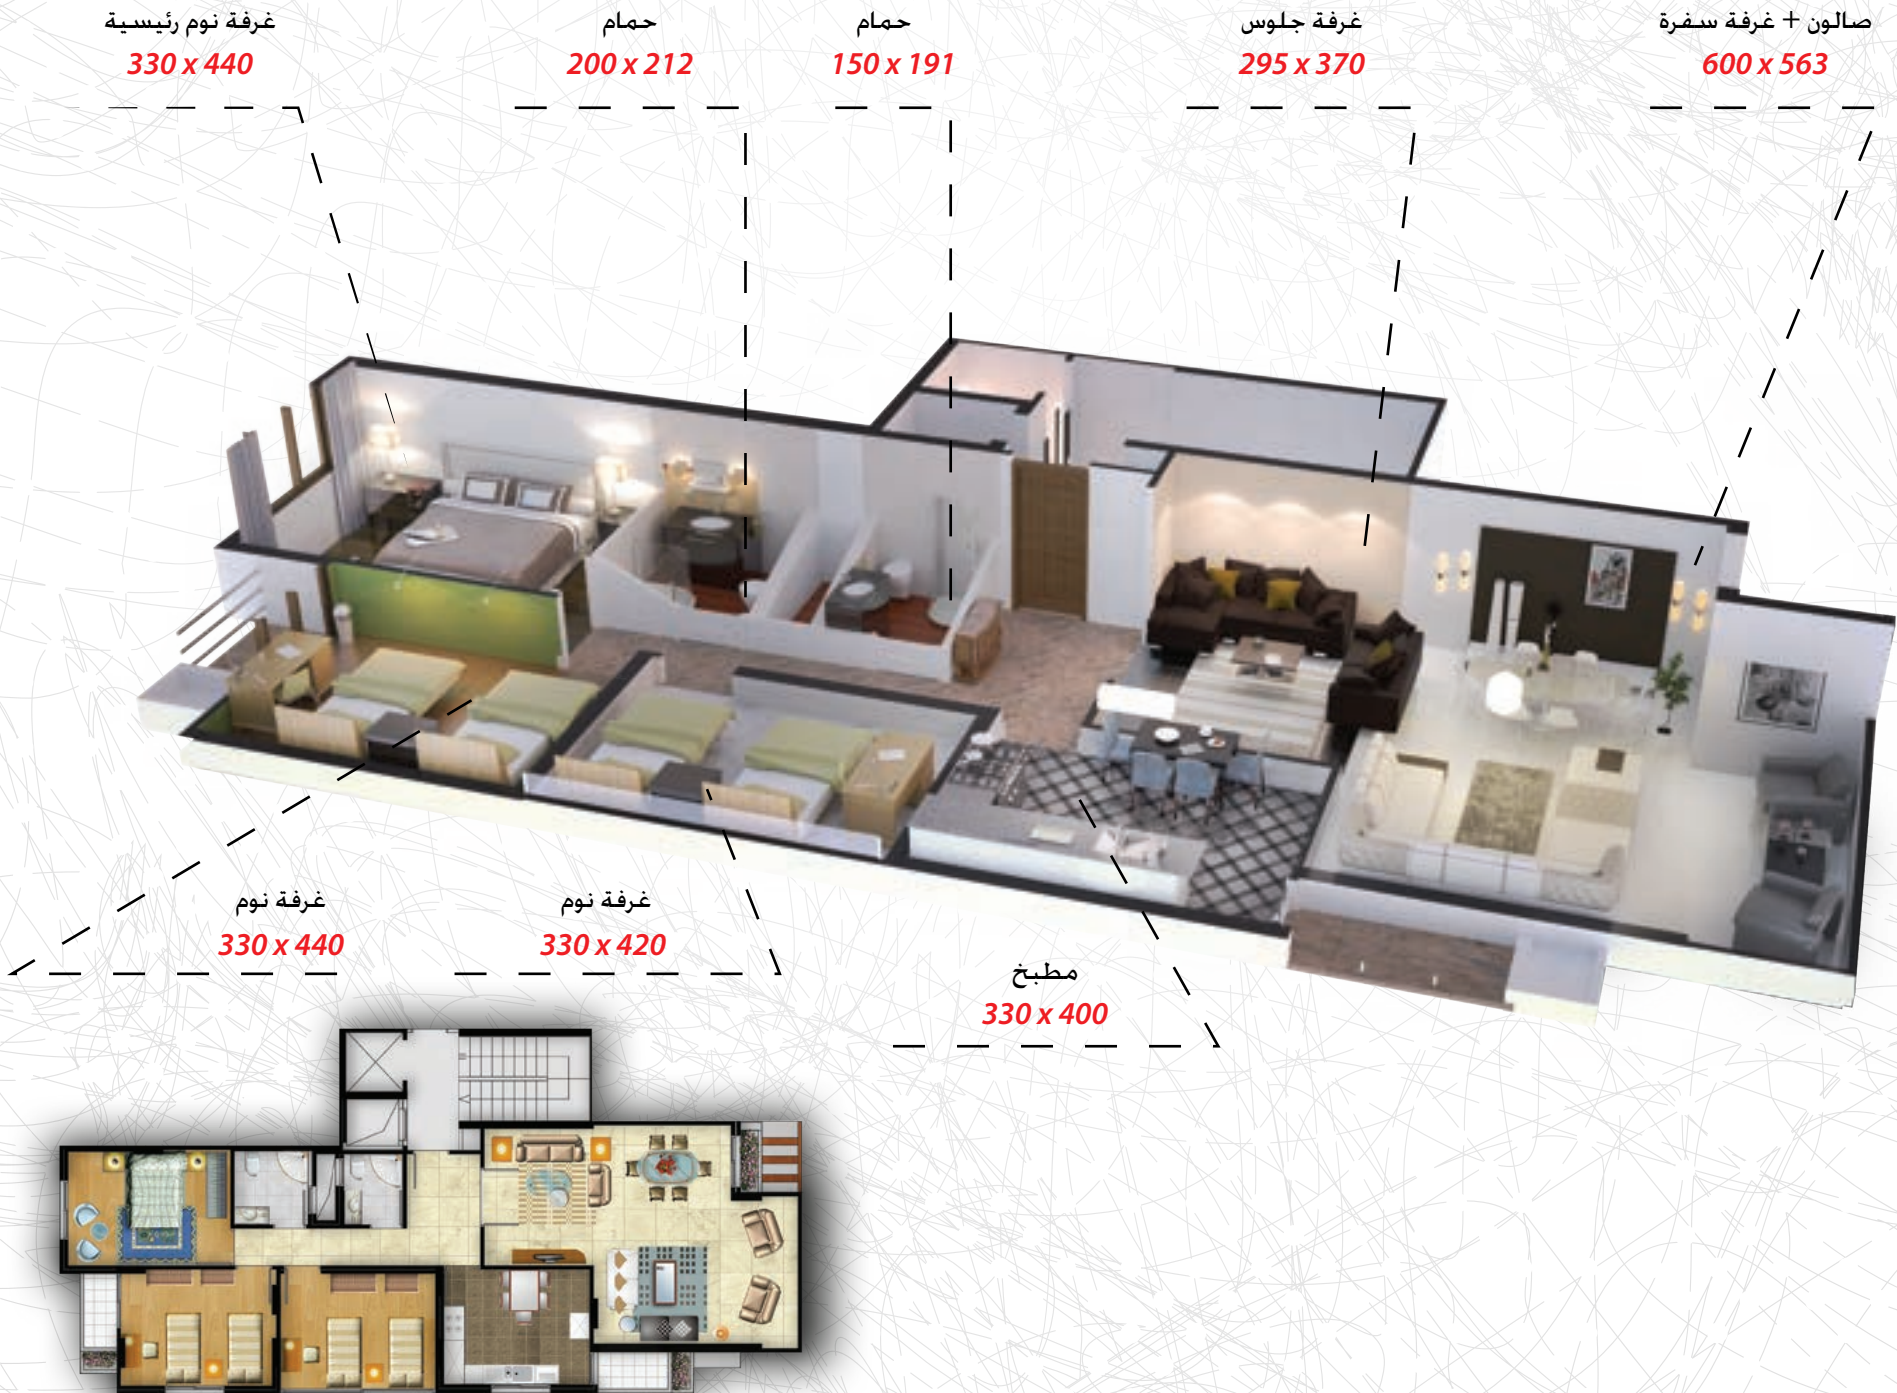 صالون + غرفة سفرة
600 x 563
غرفة جلوس
295 x 370
حمام
150 x 191
حمام
200 x 212
غرفة نوم رئيسية
330 x 440
غرفة نوم
330 x 420
غرفة نوم
330 x 440
مطبخ
330 x 400